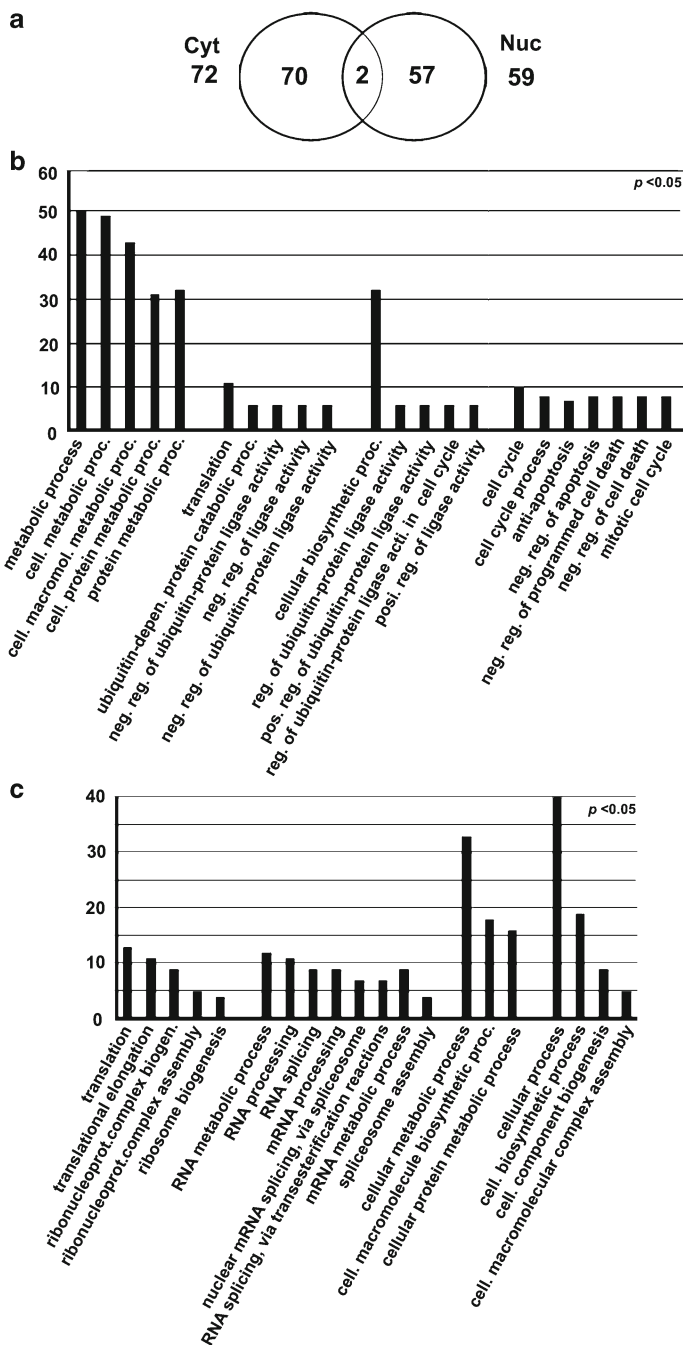 a
Cyt
72
70
2
57
Nuc
59
b
p <0.05
60
50
40
30
20
10
0
metabolic process
cell. metabolic proc.
cell. macromol. metabolic proc.
cell. protein metabolic proc.
protein metabolic proc.
translation
ubiquitin-depen. protein catabolic proc.
neg. reg. of ubiquitin-protein ligase activity
neg. reg. of ligase activity
neg. reg. of ubiquitin-protein ligase activity
cellular biosynthetic proc.
reg. of ubiquitin-protein ligase activity
pos. reg. of ubiquitin-protein ligase activity
reg. of ubiquitin-protein ligase acti. in cell cycle
posi. reg. of ligase activity
cell cycle
cell cycle process
anti-apoptosis
neg. reg. of apoptosis
neg. reg. of programmed cell death
neg. reg. of cell death
mitotic cell cycle
c
p <0.05
40
30
20
10
0
translation
translational elongation
ribonucleoprot.complex biogen.
ribonucleoprot.complex assembly
ribosome biogenesis
RNA metabolic process
RNA processing
RNA splicing
mRNA processing
nuclear mRNA splicing, via spliceosome
RNA splicing, via transesterification reactions
mRNA metabolic process
spliceosome assembly
cellular metabolic process
cell. macromolecule biosynthetic proc.
cellular protein metabolic process
cellular process
cell. biosynthetic process
cell. component biogenesis
cell. macromolecular complex assembly